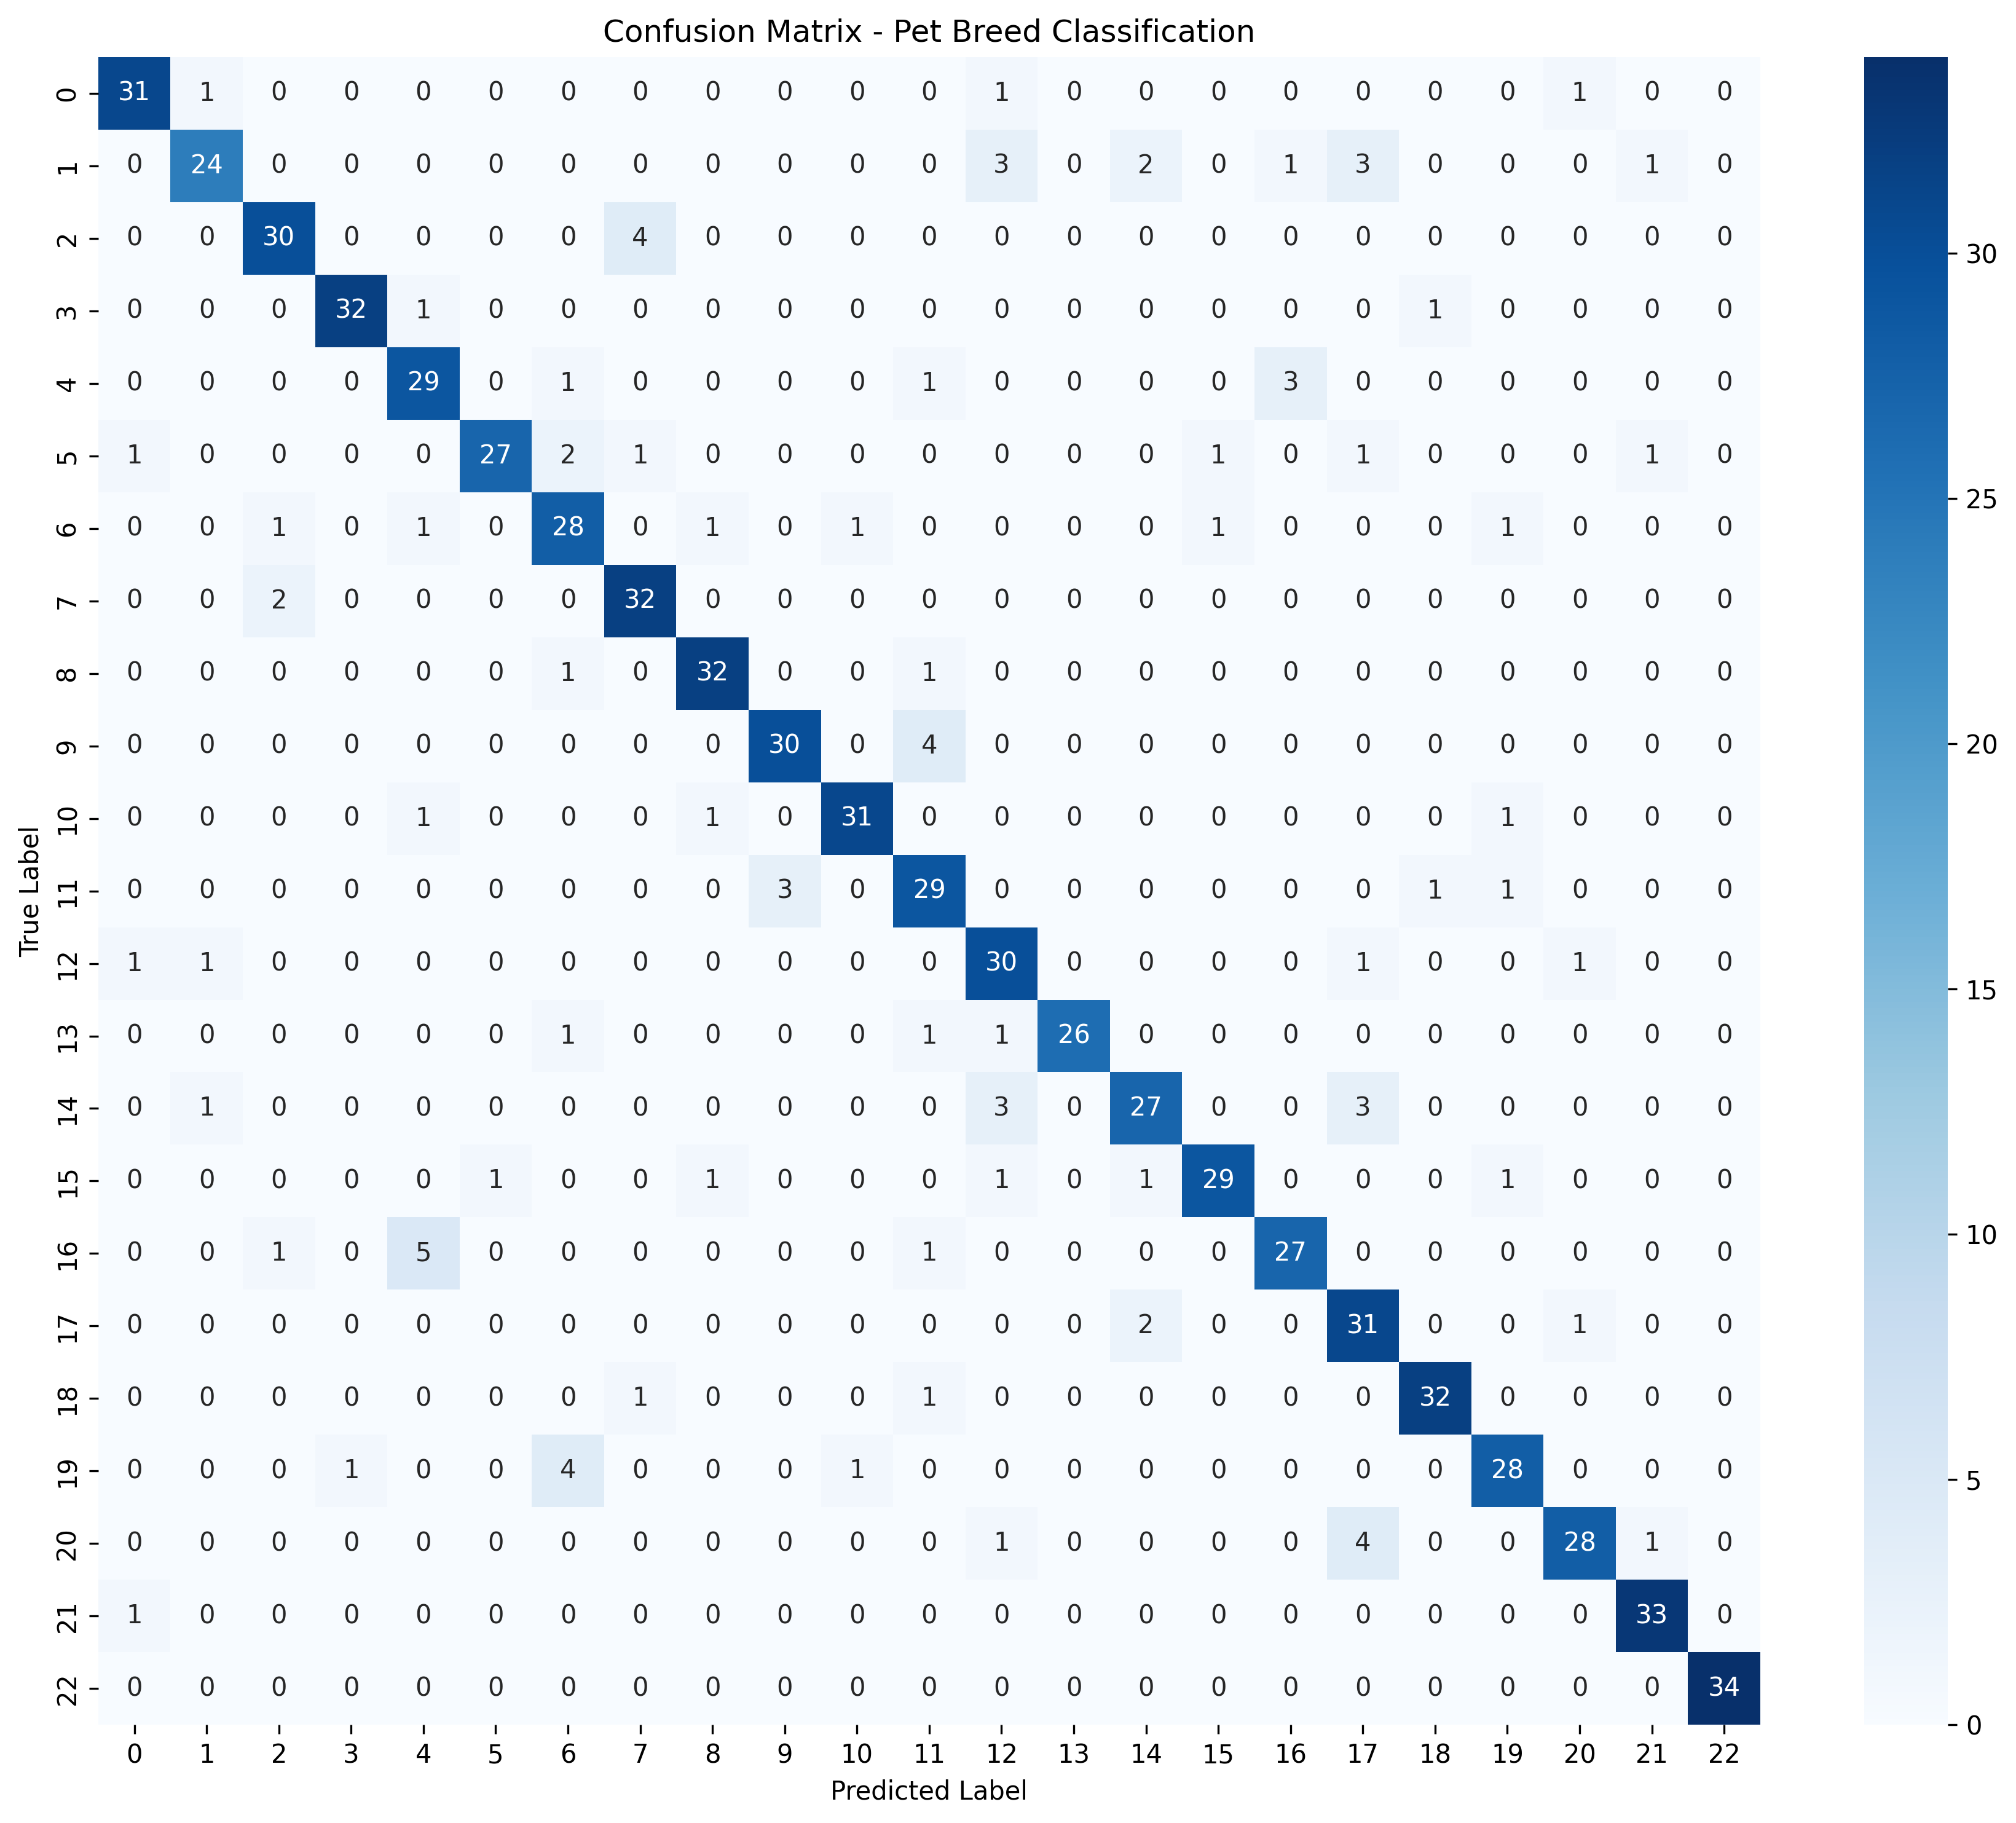 Confusion Matrix - Pet Breed Classification
0 31 1 0 0 0 0 0 0 0 0 0 0 1 0 0 0 0 0 0 0 1 0 0
1 0 24 0 0 0 0 0 0 0 0 0 0 3 0 2 0 1 3 0 0 0 1 0
2 0 0 30 0 0 0 0 4 0 0 0 0 0 0 0 0 0 0 0 0 0 0 0
3 0 0 0 32 1 0 0 0 0 0 0 0 0 0 0 0 0 0 1 0 0 0 0
4 0 0 0 0 29 0 1 0 0 0 0 1 0 0 0 0 3 0 0 0 0 0 0
5 1 0 0 0 0 27 2 1 0 0 0 0 0 0 0 1 0 1 0 0 0 1 0
6 0 0 1 0 1 0 28 0 1 0 1 0 0 0 0 1 0 0 0 1 0 0 0
7 0 0 2 0 0 0 0 32 0 0 0 0 0 0 0 0 0 0 0 0 0 0 0
8 0 0 0 0 0 0 1 0 32 0 0 1 0 0 0 0 0 0 0 0 0 0 0
9 0 0 0 0 0 0 0 0 0 30 0 4 0 0 0 0 0 0 0 0 0 0 0
10 0 0 0 0 1 0 0 0 1 0 31 0 0 0 0 0 0 0 0 1 0 0 0
11 0 0 0 0 0 0 0 0 0 3 0 29 0 0 0 0 0 0 1 1 0 0 0
12 1 1 0 0 0 0 0 0 0 0 0 0 30 0 0 0 0 1 0 0 1 0 0
13 0 0 0 0 0 0 1 0 0 0 0 1 1 26 0 0 0 0 0 0 0 0 0
14 0 1 0 0 0 0 0 0 0 0 0 0 3 0 27 0 0 3 0 0 0 0 0
15 0 0 0 0 0 1 0 0 1 0 0 0 1 0 1 29 0 0 0 1 0 0 0
16 0 0 1 0 5 0 0 0 0 0 0 1 0 0 0 0 27 0 0 0 0 0 0
17 0 0 0 0 0 0 0 0 0 0 0 0 0 0 2 0 0 31 0 0 1 0 0
18 0 0 0 0 0 0 0 1 0 0 0 1 0 0 0 0 0 0 32 0 0 0 0
19 0 0 0 1 0 0 4 0 0 0 1 0 0 0 0 0 0 0 0 28 0 0 0
20 0 0 0 0 0 0 0 0 0 0 0 0 1 0 0 0 0 4 0 0 28 1 0
21 1 0 0 0 0 0 0 0 0 0 0 0 0 0 0 0 0 0 0 0 0 33 0
22 0 0 0 0 0 0 0 0 0 0 0 0 0 0 0 0 0 0 0 0 0 0 34
0 1 2 3 4 5 6 7 8 9 10 11 12 13 14 15 16 17 18 19 20 21 22
Predicted Label
True Label
30
25
20
15
10
5
0